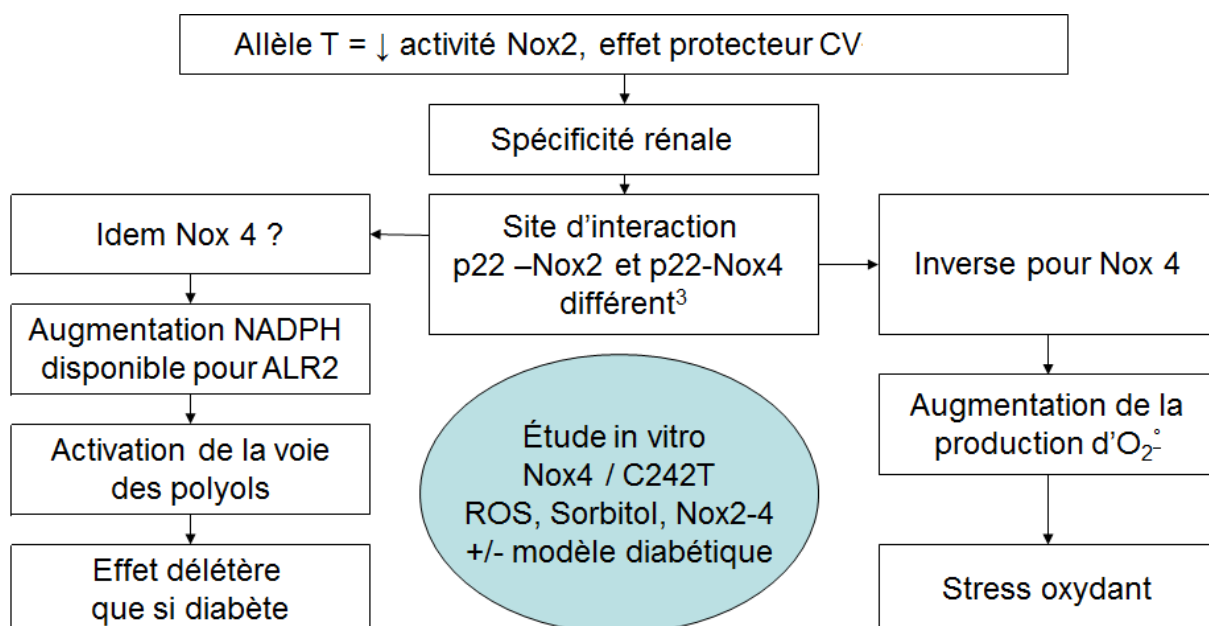 Allèle T = ↓ activité Nox2, effet protecteur CV
Spécificité rénale
Idem Nox 4 ?
Site d'interaction
p22 –Nox2 et p22-Nox4
différent³
Inverse pour Nox 4
Augmentation NADPH
disponible pour ALR2
Augmentation de la
production d'O₂°-
Activation de la voie
des polyols
Étude in vitro
Nox4 / C242T
ROS, Sorbitol, Nox2-4
+/- modèle diabétique
Effet délétère
que si diabète
Stress oxydant